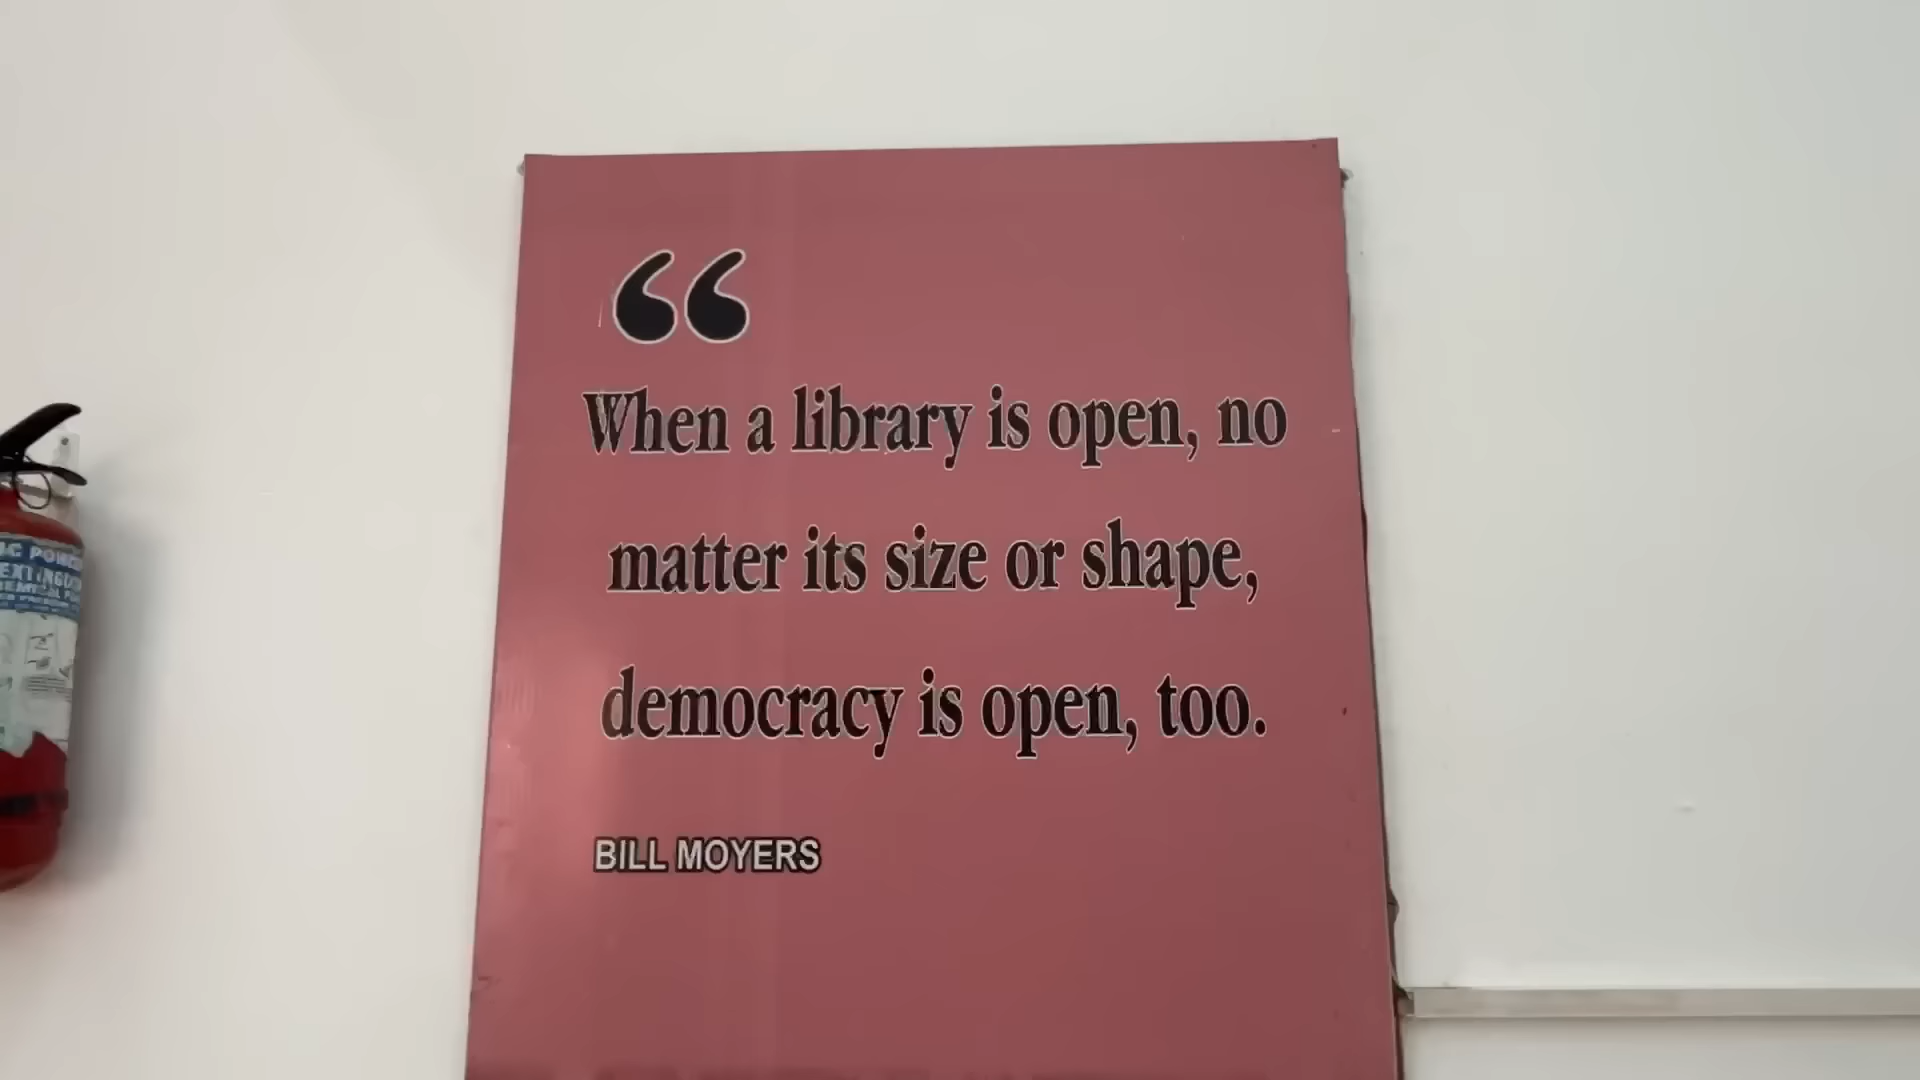 “
When a library is open, no
matter its size or shape,
democracy is open, too.
BILL MOYERS